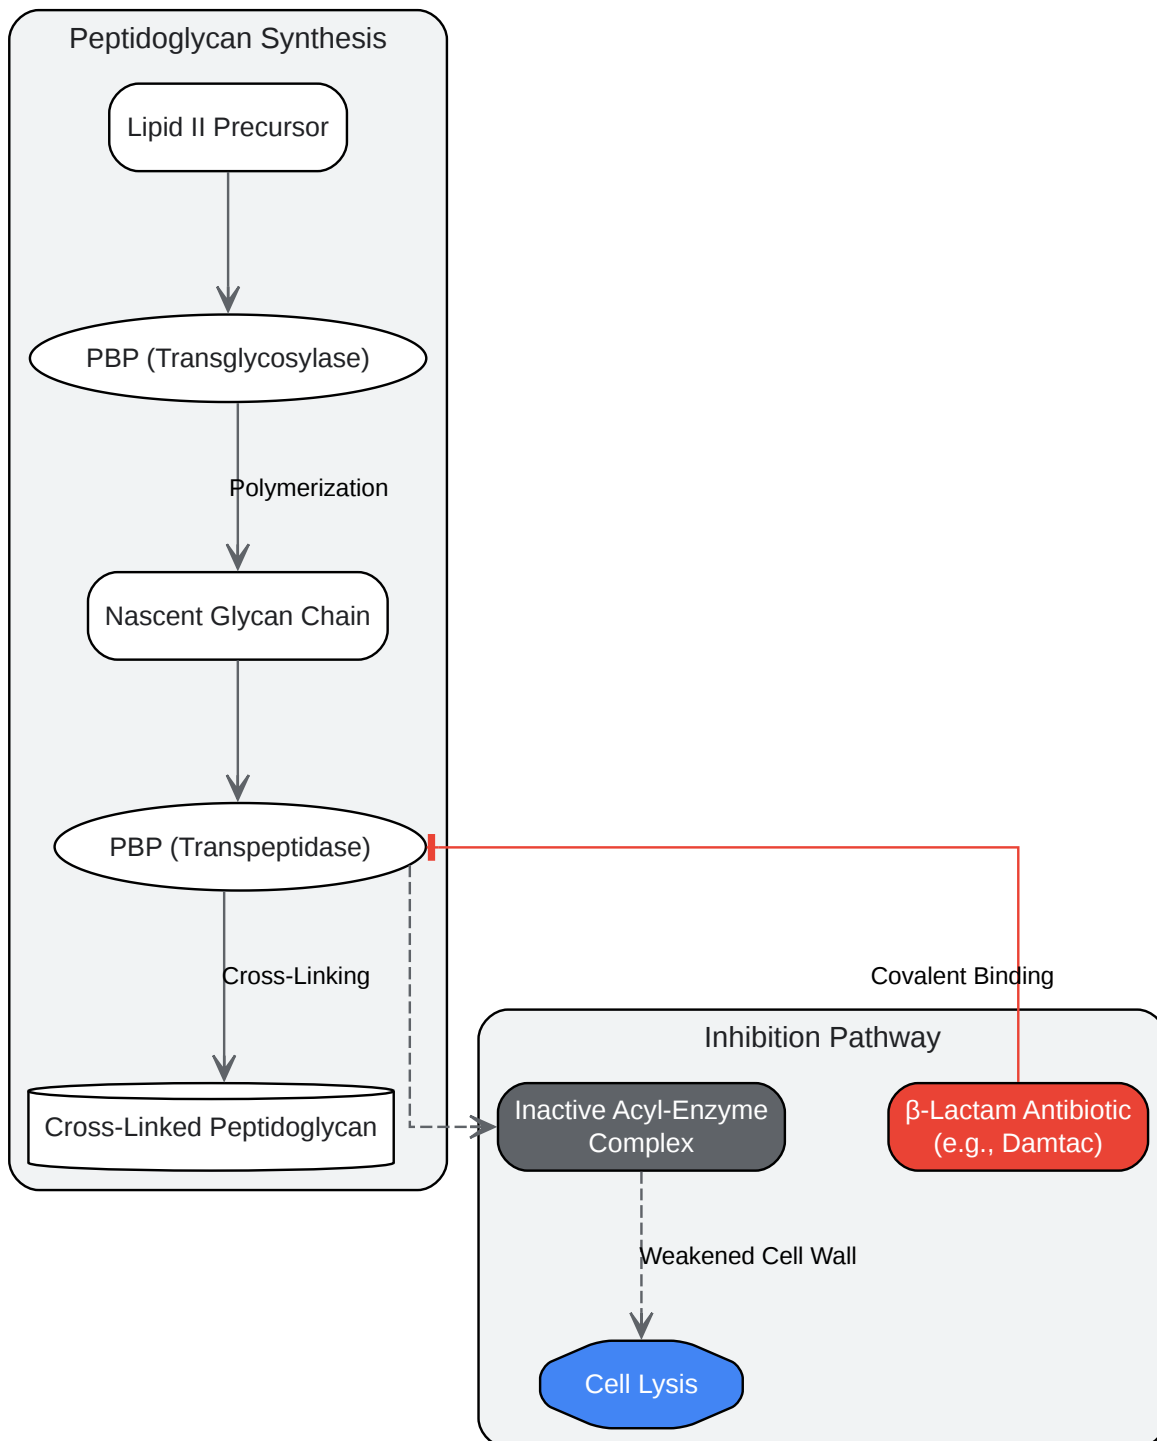 Peptidoglycan Synthesis
Lipid II Precursor
PBP (Transglycosylase)
Polymerization
Nascent Glycan Chain
PBP (Transpeptidase)
Cross-Linking
Cross-Linked Peptidoglycan
Covalent Binding
Inhibition Pathway
Inactive Acyl-Enzyme
Complex
β-Lactam Antibiotic
(e.g., Damtac)
Weakened Cell Wall
Cell Lysis